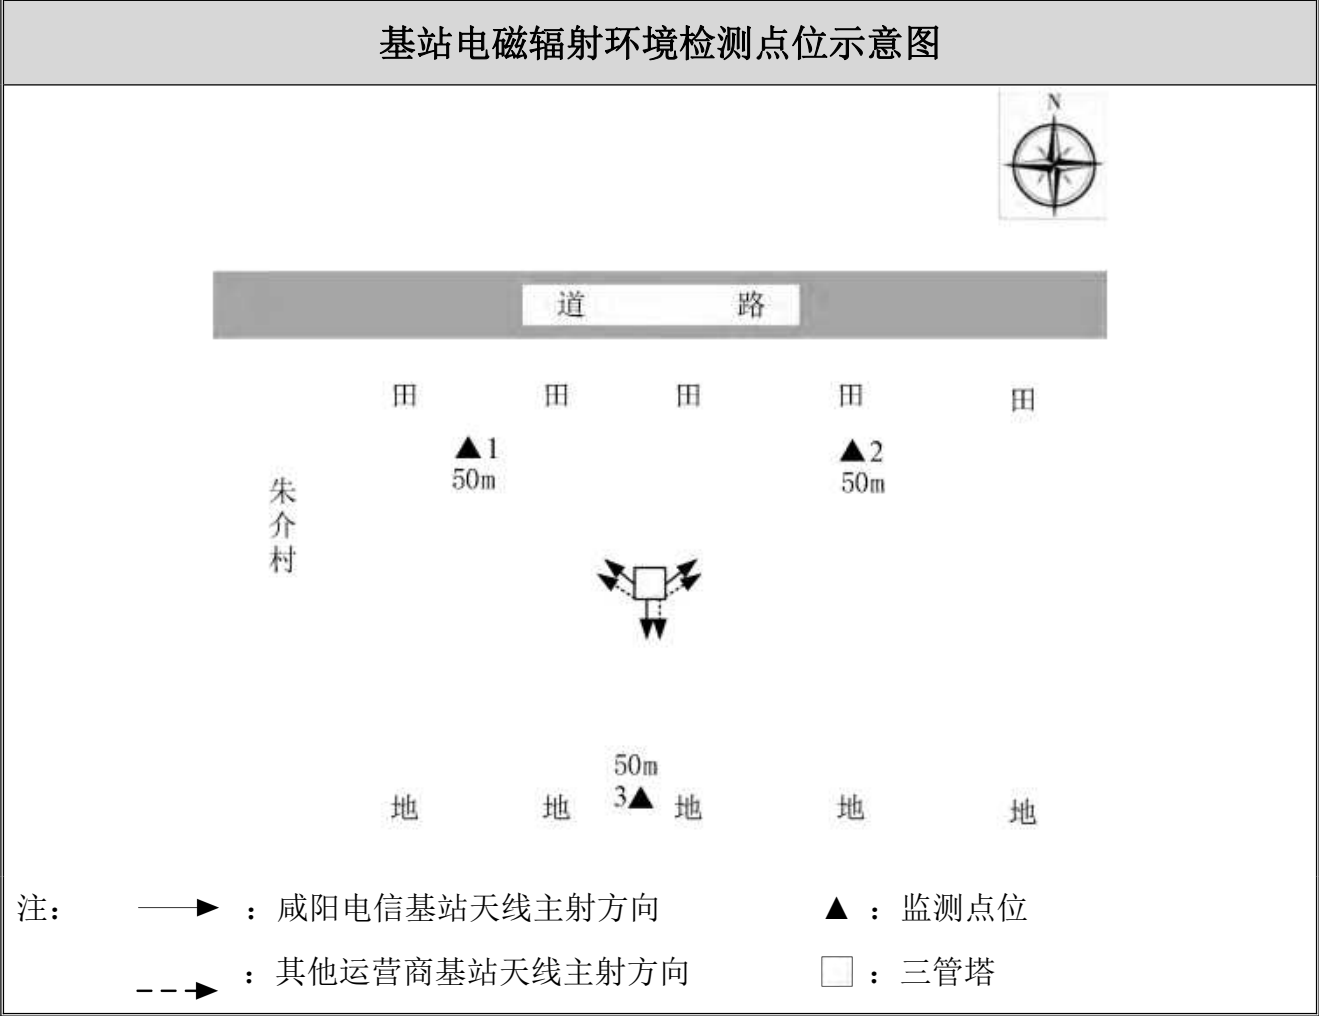 基站电磁辐射环境检测点位示意图
N
道 路
田 田 田 田 田
▲1
50m
▲2
50m
朱
介
村
50m
3▲
地 地 地 地 地
注： ：咸阳电信基站天线主射方向 ▲：监测点位
：其他运营商基站天线主射方向 ：三管塔